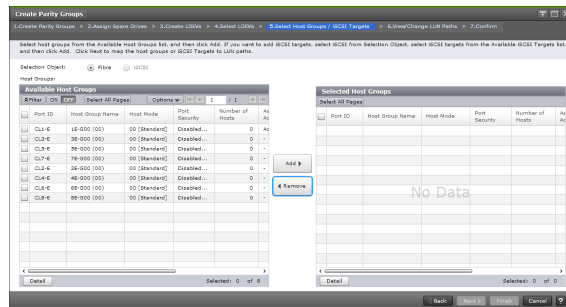 Create Parity Groups
1.Create Parity Groups > 2.Assign Spare Drives > 3.Create LDEVs > 4.Select LDEVs > 5.Select Host Groups / iSCSI Targets > 6.View/Change LUN Paths > 7.Confirm
Select host groups from the Available Host Groups list, and then click Add. If you want to add iSCSI targets, select iSCSI from Selection Object, select iSCSI targets from the Available iSCSI Targets list,
and then click Add. Click Next to map the host groups or iSCSI Targets to LUN paths.
Selection Object: Fibre iSCSI
Host Groups:
Available Host Groups
Filter ON OFF Select All Pages Options 1 / 1
Port ID Host Group Name Host Mode Port Security Number of Hosts
CL1-E 1E-G00 (00) 00 [Standard] Disabled... 0
CL3-E 3E-G00 (00) 00 [Standard] Disabled... 0 -
CL5-E 5E-G00 (00) 00 [Standard] Disabled... 0 -
CL7-E 7E-G00 (00) 00 [Standard] Disabled... 0 -
CL2-E 2E-G00 (00) 00 [Standard] Disabled... 0 -
CL4-E 4E-G00 (00) 00 [Standard] Disabled... 0 -
CL6-E 6E-G00 (00) 00 [Standard] Disabled... 0 -
CL8-E 8E-G00 (00) 00 [Standard] Disabled... 0 -
Detail Selected: 0 of 8
Add
Remove
Selected Host Groups
Select All Pages
Port ID Host Group Name Host Mode Port Security Number of Hosts
No Data
Detail Selected: 0 of 0
Back Next Finish Cancel ?